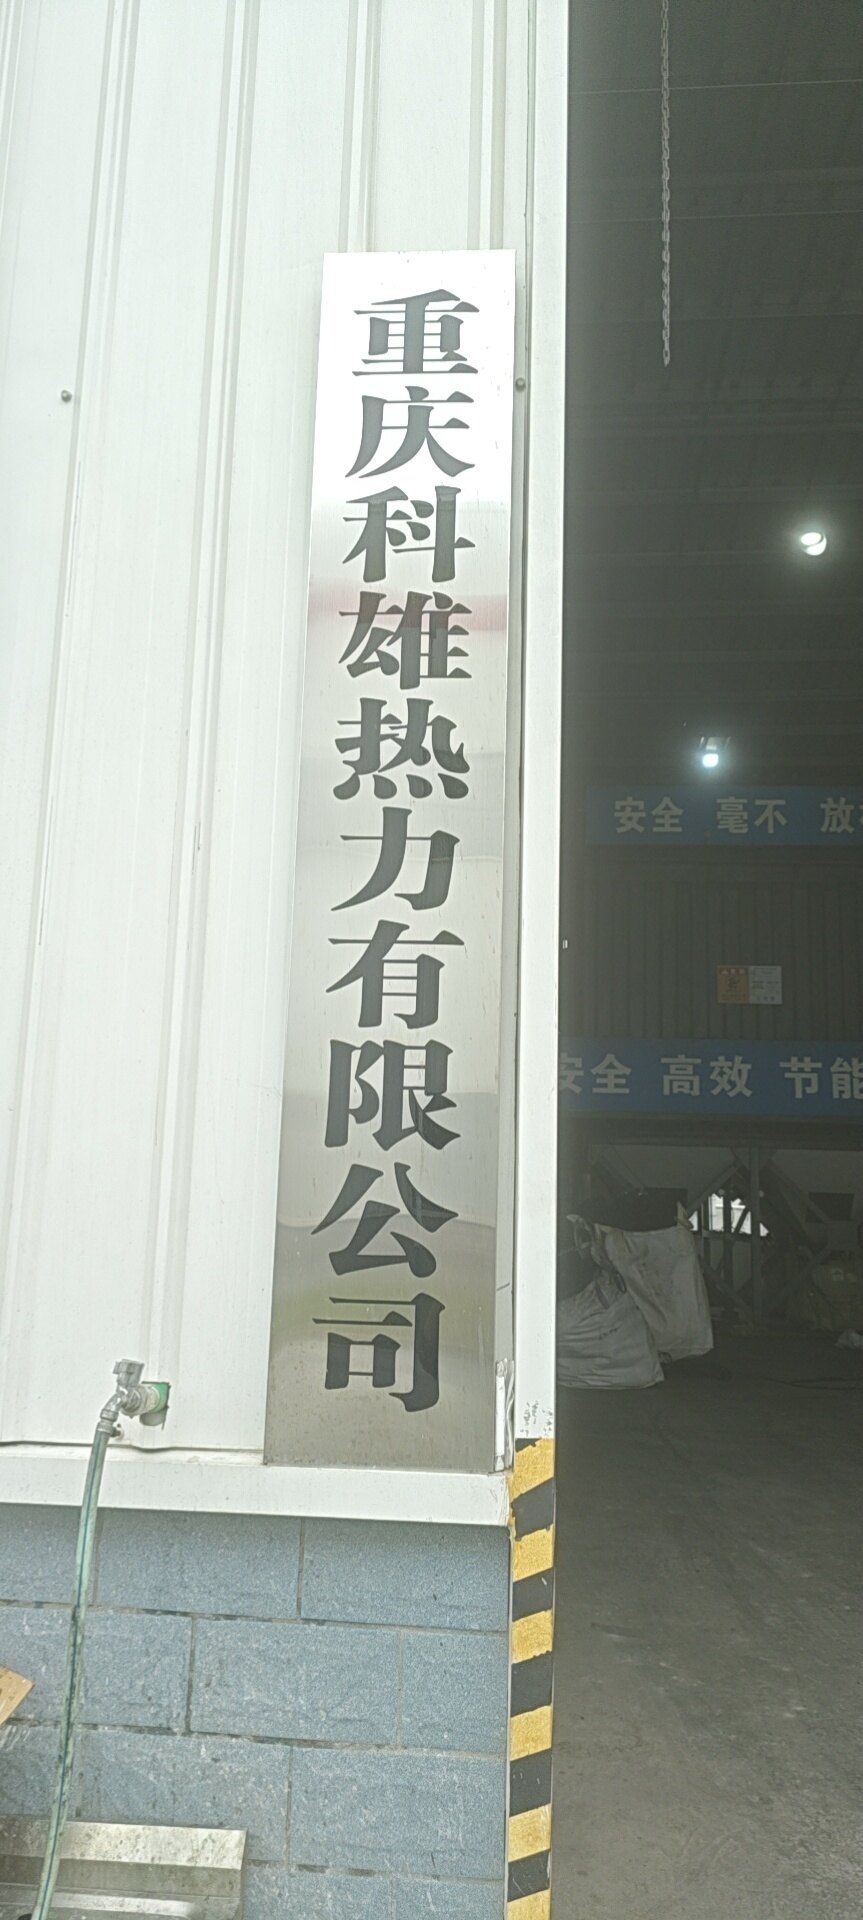 重庆科雄热力有限公司
安全 毫不 放
安全 高效 节能